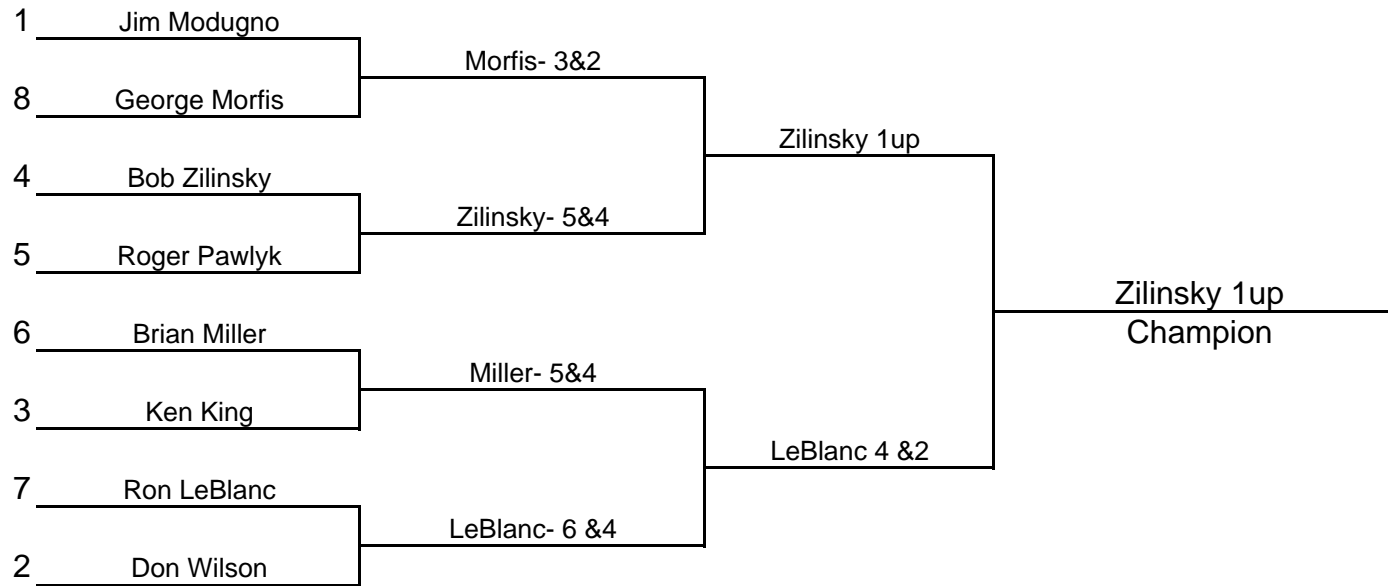 1 Jim Modugno
Morfis- 3&2
8 George Morfis
Zilinsky 1up
4 Bob Zilinsky
Zilinsky- 5&4
5 Roger Pawlyk
Zilinsky 1up
Champion
6 Brian Miller
Miller- 5&4
3 Ken King
LeBlanc 4 &2
7 Ron LeBlanc
LeBlanc- 6 &4
2 Don Wilson